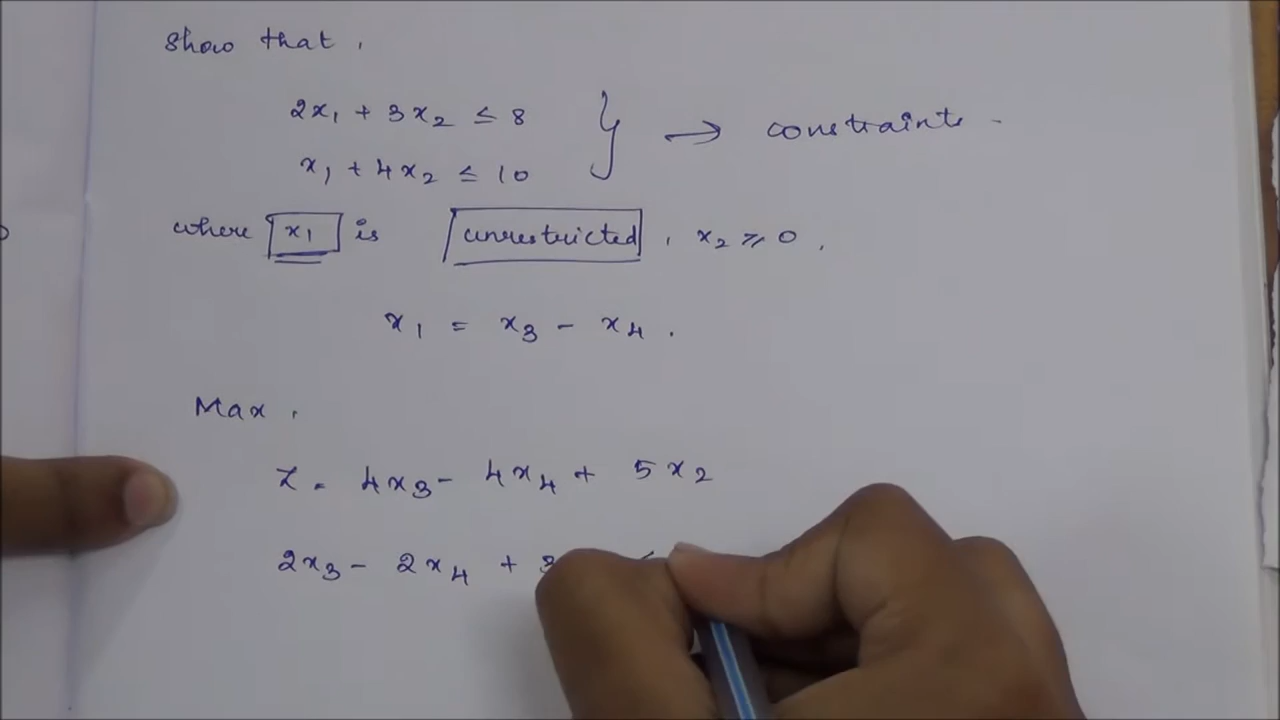 Show that,
2x₁ + 3x₂ ≤ 8 } → constraints.
x₁ + 4x₂ ≤ 10
where x₁ is unrestricted, x₂ ≥ 0,
x₁ = x₃ - x₄.
Max,
Z = 4x₃ - 4x₄ + 5x₂
2x₃ - 2x₄ + 3